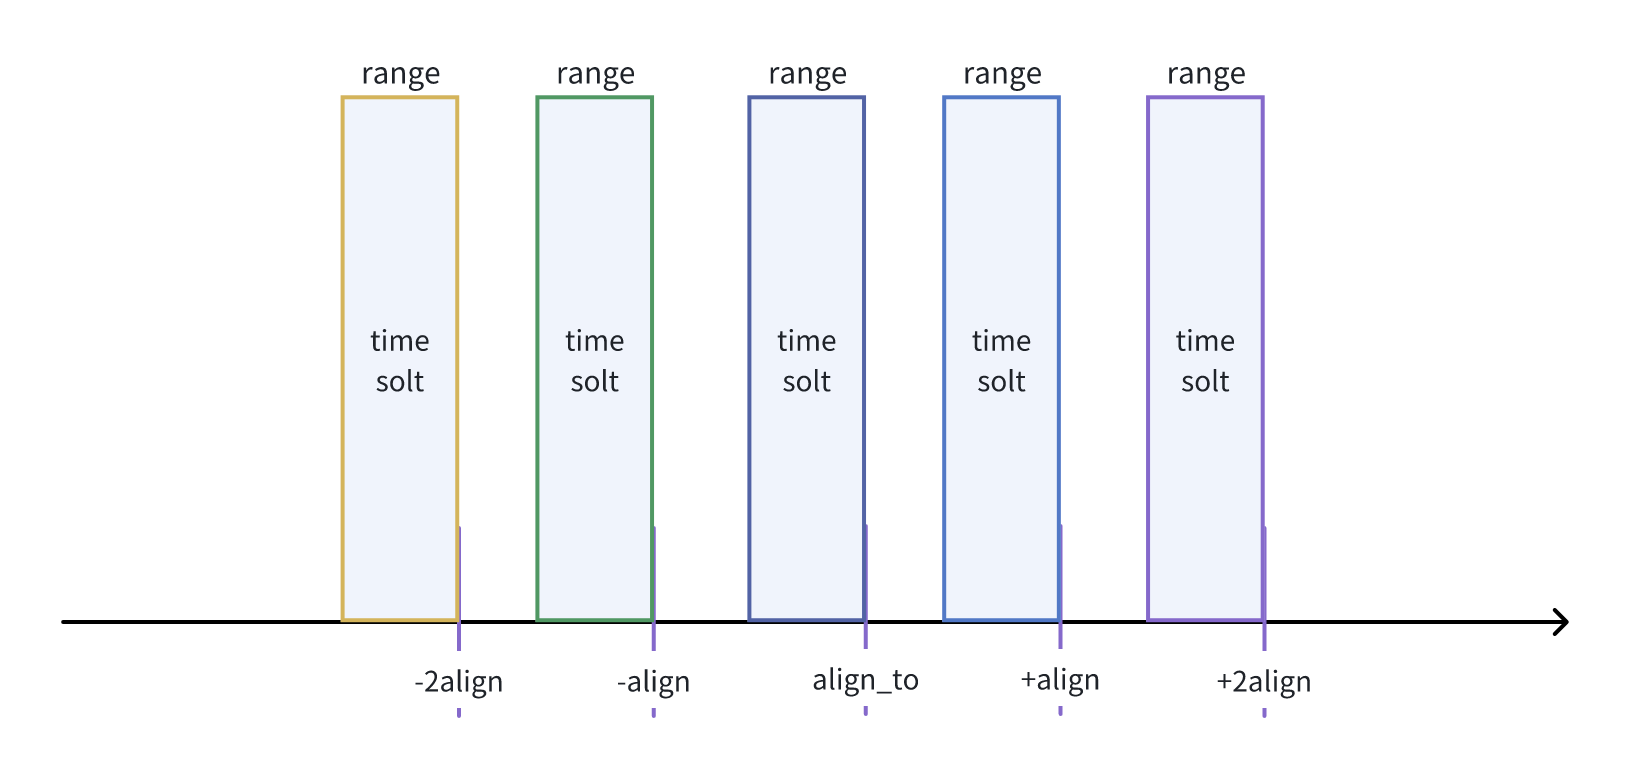 range range range range range
time time time time time
solt solt solt solt solt
-2align -align align_to +align +2align